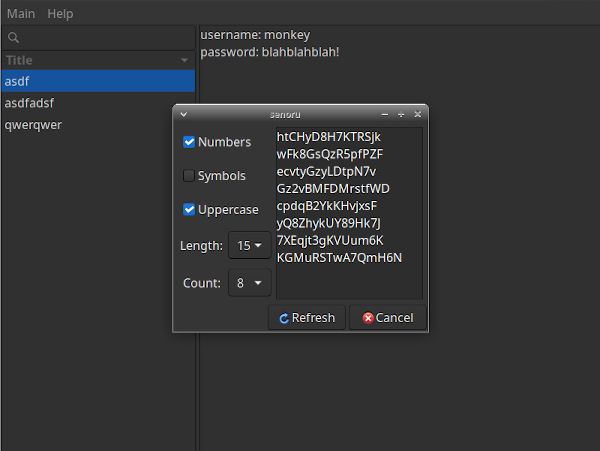 Main Help
username: monkey
password: blahblahblah!
Title
asdf
asdfadsf
qwerqwer
senoru
Numbers
Symbols
Uppercase
Length: 15
Count: 8
htCHyD8H7KTRSjk
wFk8GsQzR5pfPZF
ecvtyGzyLDtpN7v
Gz2vBMFDMrstfWD
cpdqB2YkKHvjxsF
yQ8ZhykUY89Hk7J
7XEqjt3gKVUum6K
KGMuRSTwA7QmH6N
Refresh Cancel